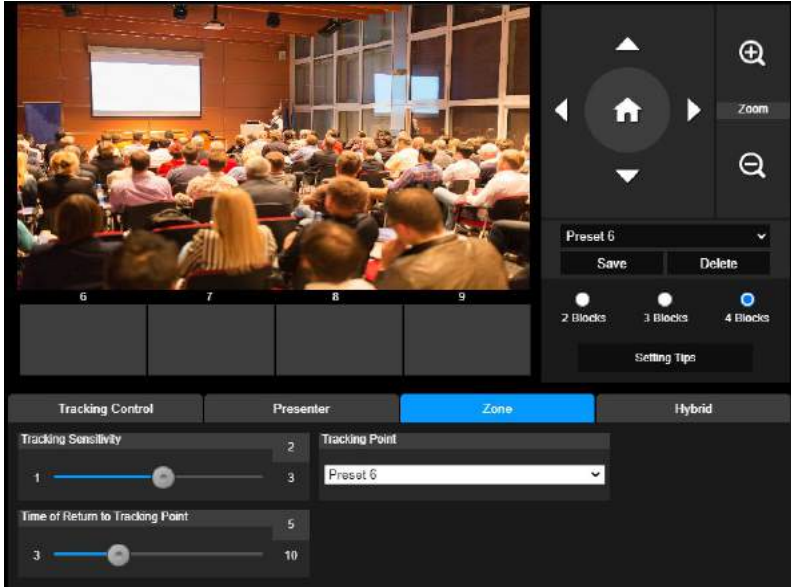 Zoom
Preset 6
Save Delete
6 7 8 9
2 Blocks 3 Blocks 4 Blocks
Setting Tips
Tracking Control Presenter Zone Hybrid
Tracking Sensitivity 2 Tracking Point
1 3 Preset 6
Time of Return to Tracking Point 5
3 10